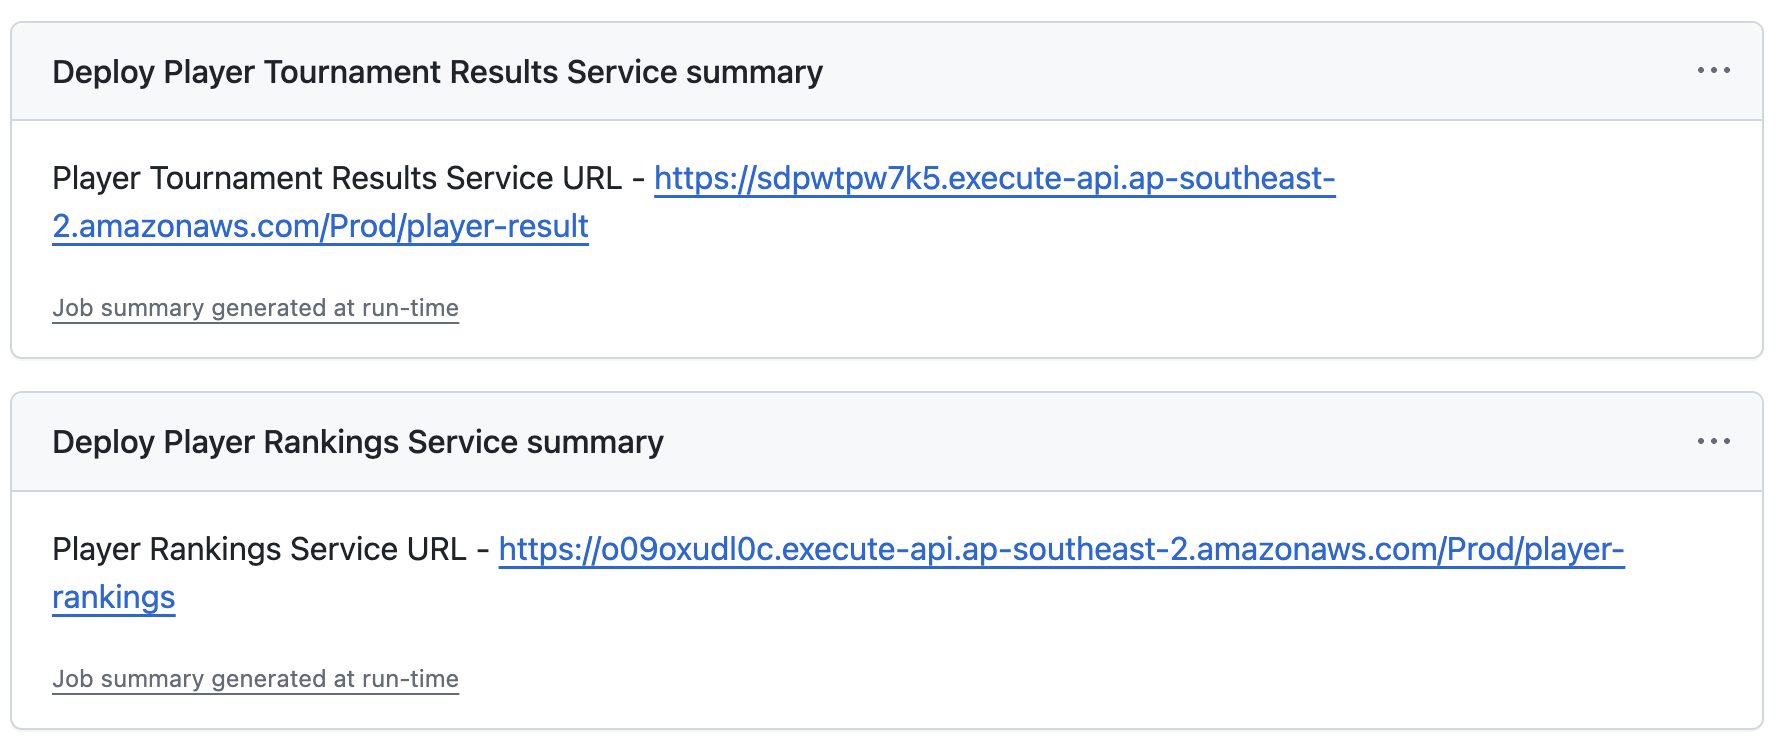 Deploy Player Tournament Results Service summary
Player Tournament Results Service URL - https://sdpwtpw7k5.execute-api.ap-southeast-
2.amazonaws.com/Prod/player-result
Job summary generated at run-time
Deploy Player Rankings Service summary
Player Rankings Service URL - https://o09oxudl0c.execute-api.ap-southeast-2.amazonaws.com/Prod/player-
rankings
Job summary generated at run-time